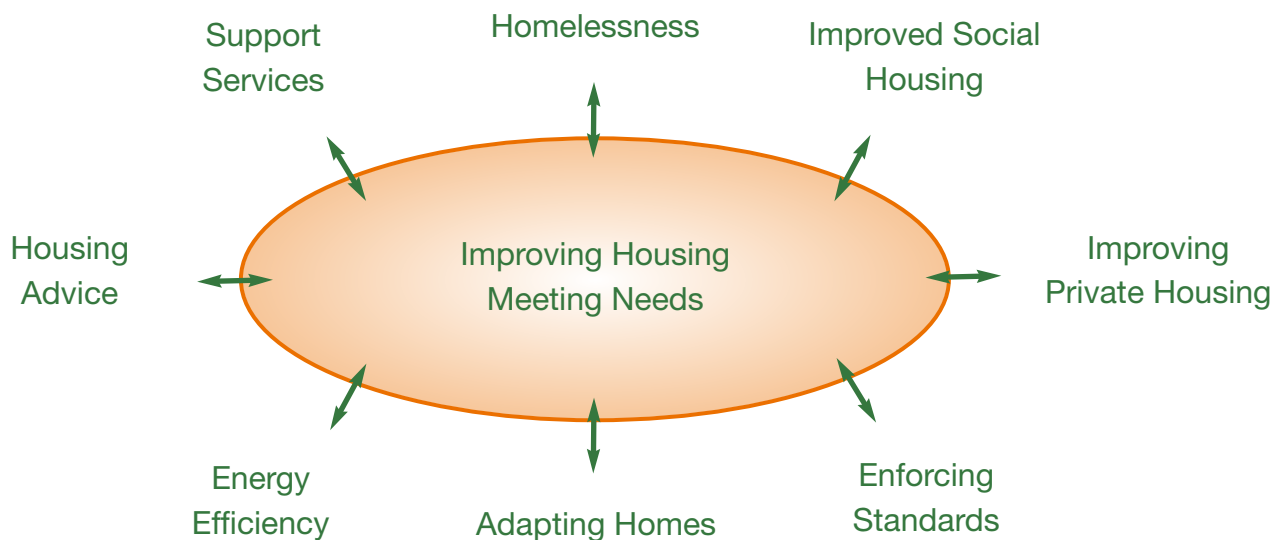 Support
Services
Homelessness
Improved Social
Housing
Housing
Advice
Improving Housing
Meeting Needs
Improving
Private Housing
Energy
Efficiency
Adapting Homes
Enforcing
Standards